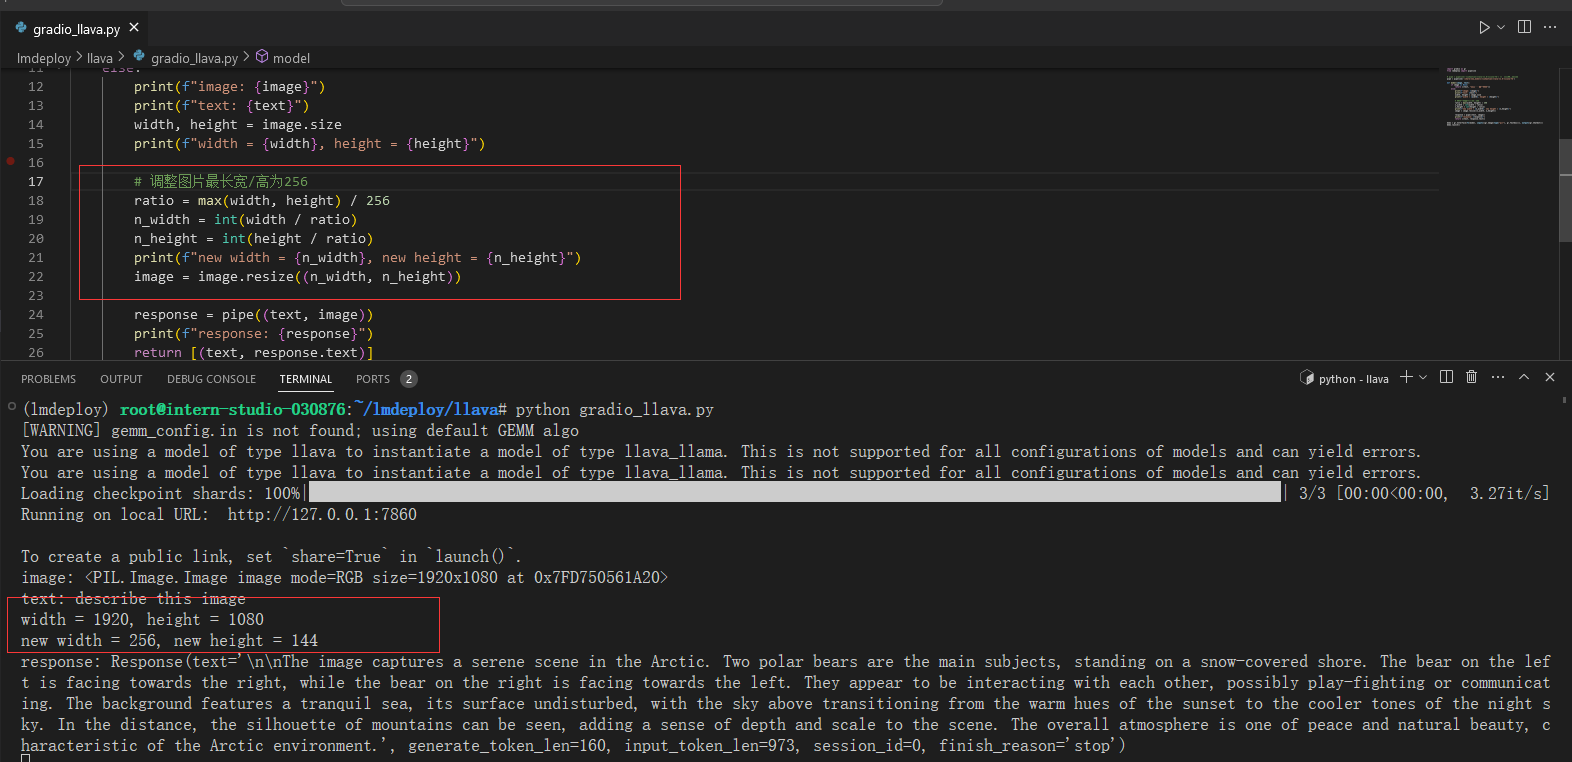 gradio_llava.py
lmdeploy > llava > gradio_llava.py > model
11 else:
12 print(f"image: {image}")
13 print(f"text: {text}")
14 width, height = image.size
15 print(f"width = {width}, height = {height}")
16
17 # 调整图片最长宽/高为256
18 ratio = max(width, height) / 256
19 n_width = int(width / ratio)
20 n_height = int(height / ratio)
21 print(f"new width = {n_width}, new height = {n_height}")
22 image = image.resize((n_width, n_height))
23
24 response = pipe((text, image))
25 print(f"response: {response}")
26 return [(text, response.text)]
PROBLEMS OUTPUT DEBUG CONSOLE TERMINAL PORTS 2 python - llava
(lmdeploy) root@intern-studio-030876:~/lmdeploy/llava# python gradio_llava.py
[WARNING] gemm_config.in is not found; using default GEMM algo
You are using a model of type llava to instantiate a model of type llava_llama. This is not supported for all configurations of models and can yield errors.
You are using a model of type llava to instantiate a model of type llava_llama. This is not supported for all configurations of models and can yield errors.
Loading checkpoint shards: 100%| | 3/3 [00:00<00:00, 3.27it/s]
Running on local URL: http://127.0.0.1:7860
To create a public link, set `share=True` in `launch()`.
image: <PIL.Image.Image image mode=RGB size=1920x1080 at 0x7FD750561A20>
text: describe this image
width = 1920, height = 1080
new width = 256, new height = 144
response: Response(text='\n\nThe image captures a serene scene in the Arctic. Two polar bears are the main subjects, standing on a snow-covered shore. The bear on the lef
t is facing towards the right, while the bear on the right is facing towards the left. They appear to be interacting with each other, possibly play-fighting or communicat
ing. The background features a tranquil sea, its surface undisturbed, with the sky above transitioning from the warm hues of the sunset to the cooler tones of the night s
ky. In the distance, the silhouette of mountains can be seen, adding a sense of depth and scale to the scene. The overall atmosphere is one of peace and natural beauty, c
haracteristic of the Arctic environment.', generate_token_len=160, input_token_len=973, session_id=0, finish_reason='stop')